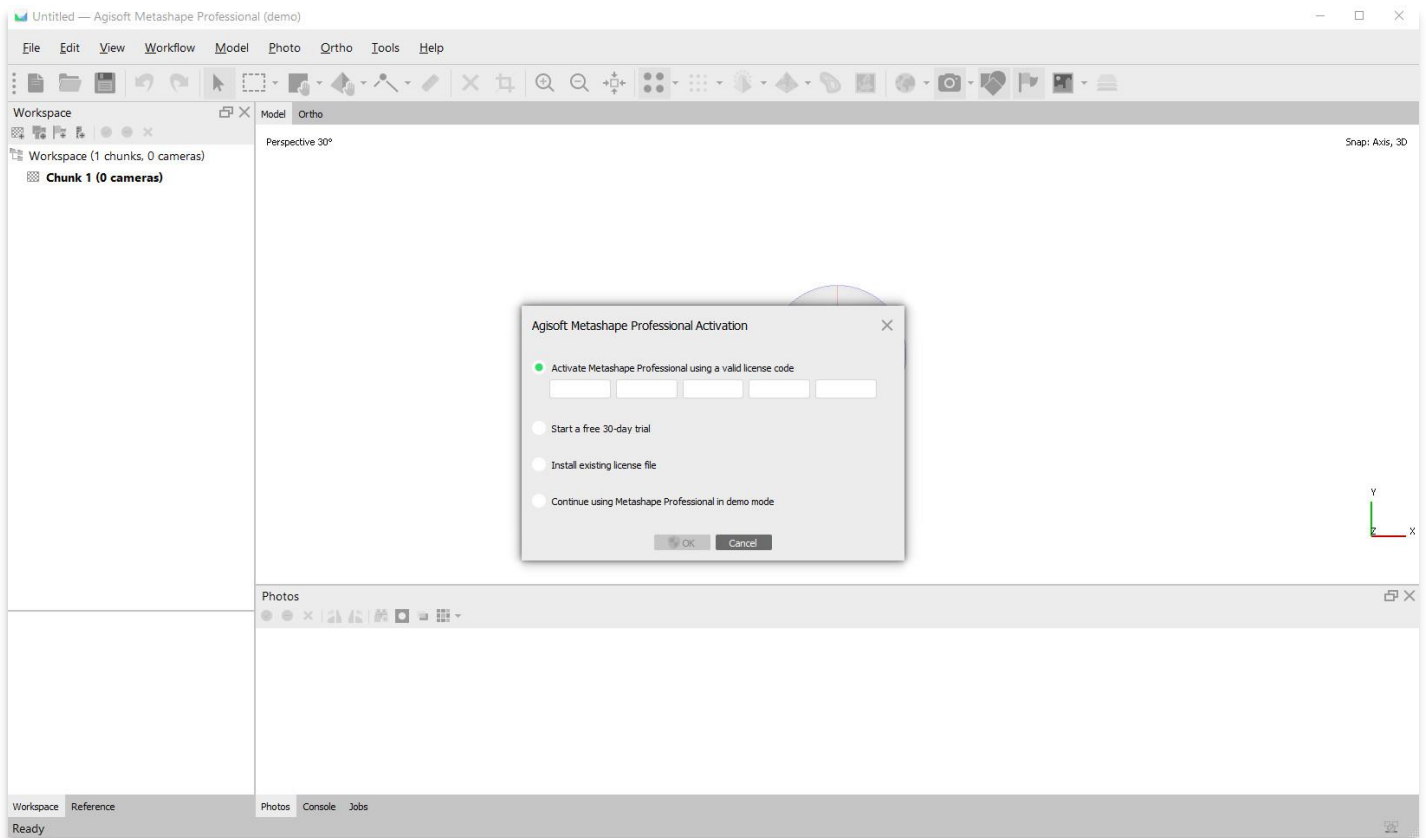 Untitled — Agisoft Metashape Professional (demo)
File Edit View Workflow Model Photo Ortho Tools Help
Workspace
Workspace (1 chunks, 0 cameras)
Chunk 1 (0 cameras)
Model Ortho
Perspective 30°
Snap: Axis, 3D
Agisoft Metashape Professional Activation
Activate Metashape Professional using a valid license code
Start a free 30-day trial
Install existing license file
Continue using Metashape Professional in demo mode
OK Cancel
Y
Z X
Photos
Workspace Reference
Photos Console Jobs
Ready